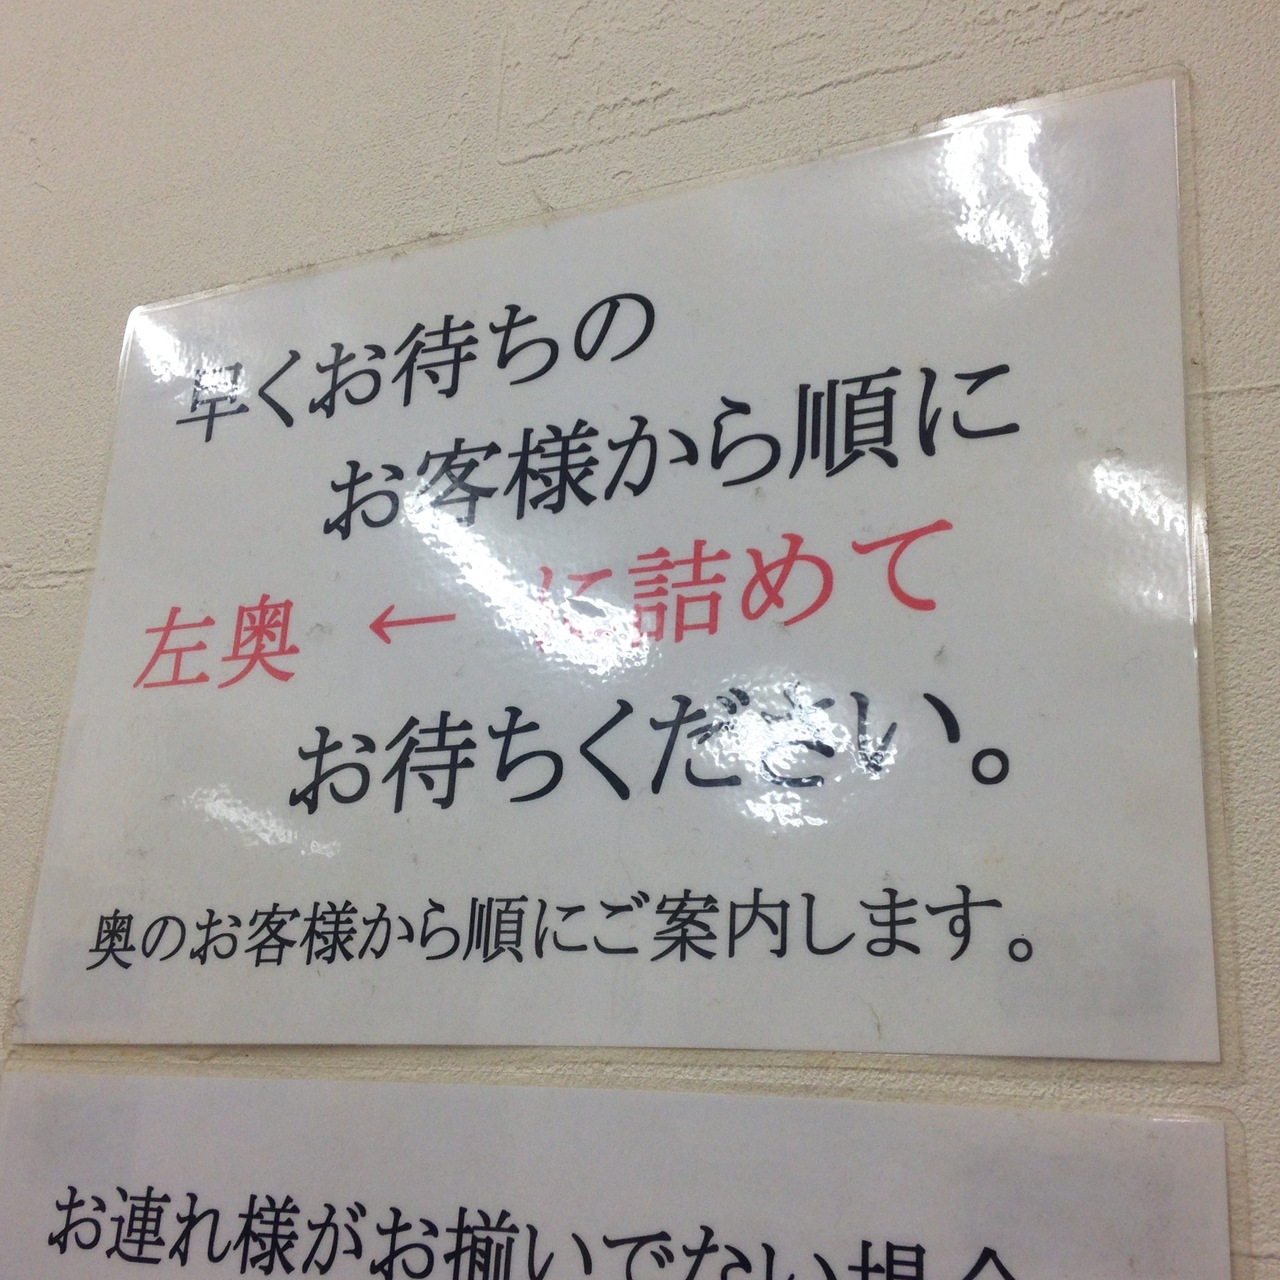 早くお待ちの
お客様から順に
左奥 ← に詰めて
お待ちください。
奥のお客様から順にご案内します。
お連れ様がお揃いでない場合